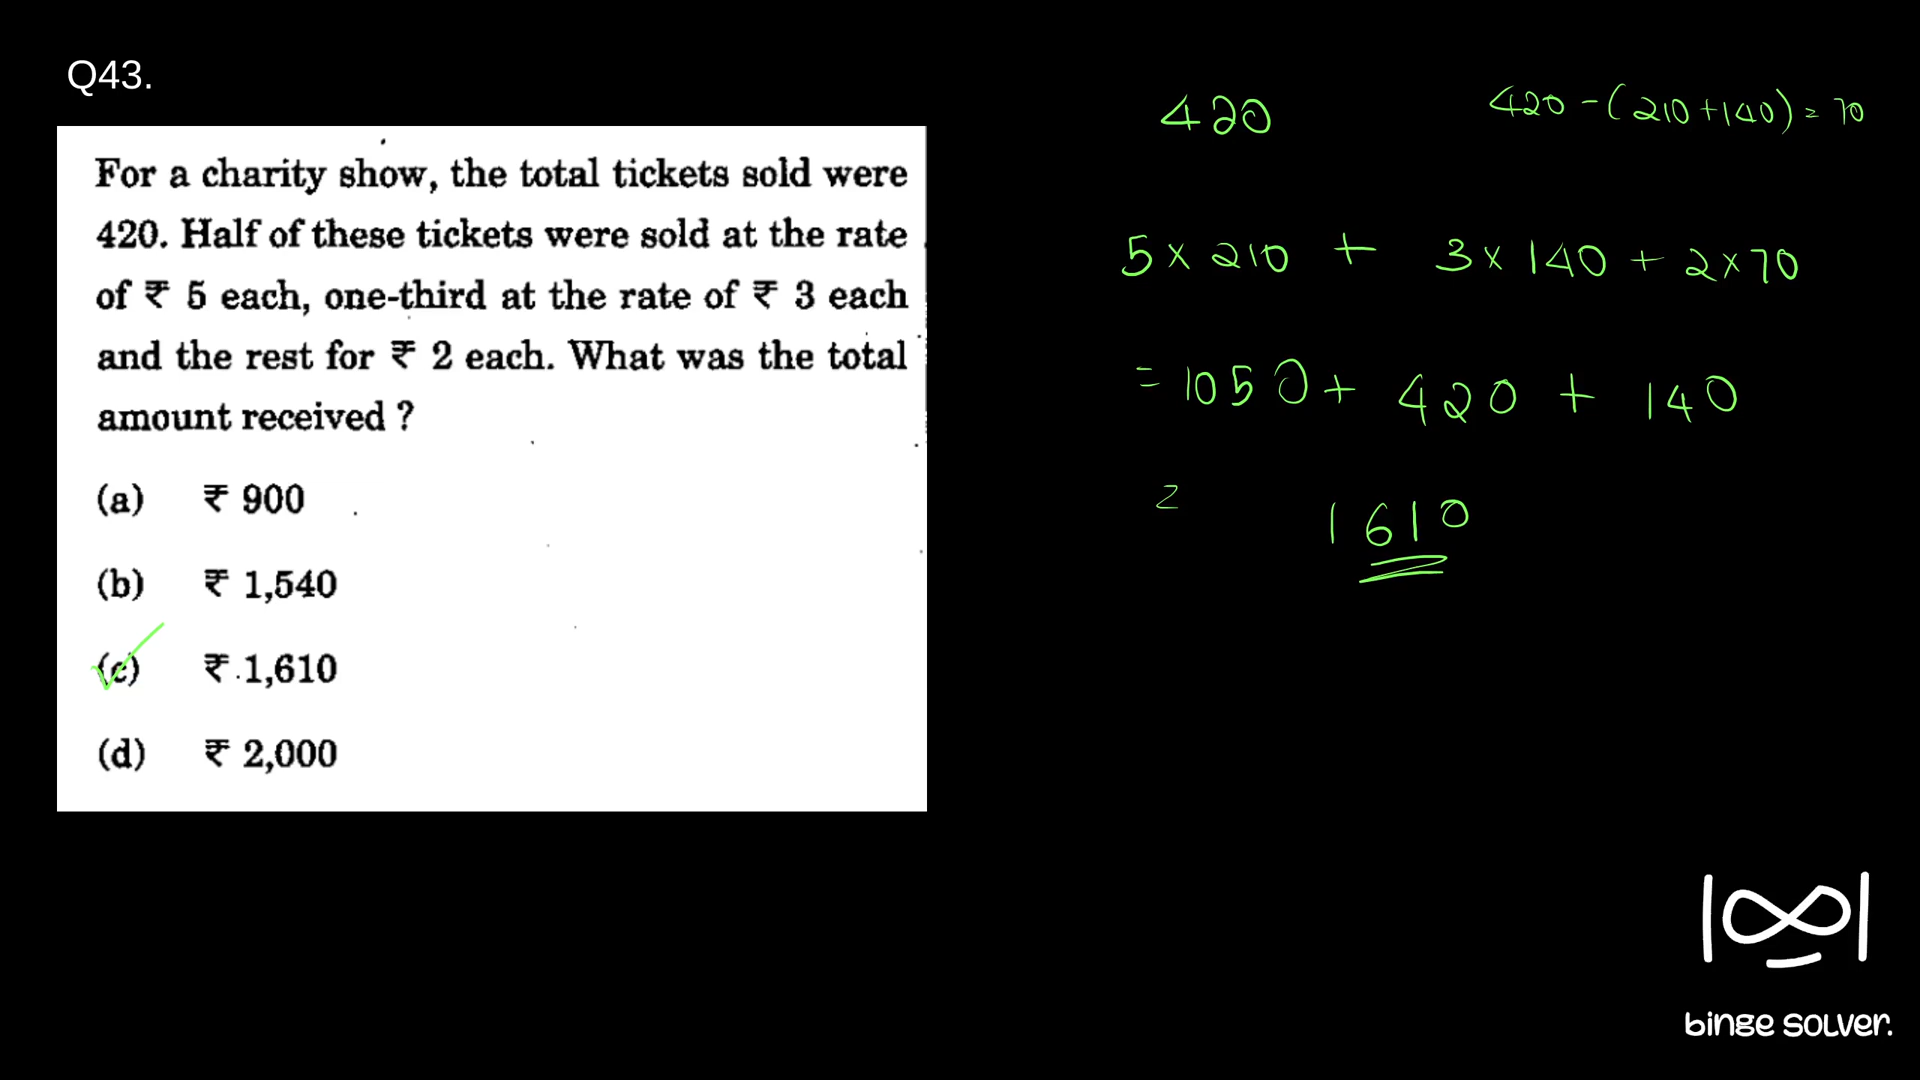 Q43.
For a charity show, the total tickets sold were
420. Half of these tickets were sold at the rate
of ₹ 5 each, one-third at the rate of ₹ 3 each
and the rest for ₹ 2 each. What was the total
amount received ?
(a) ₹ 900
(b) ₹ 1,540
(c) ₹ 1,610
(d) ₹ 2,000
420
420 - (210 + 140) = 70
5 × 210 + 3 × 140 + 2 × 70
= 1050 + 420 + 140
= 1610
binge solver.